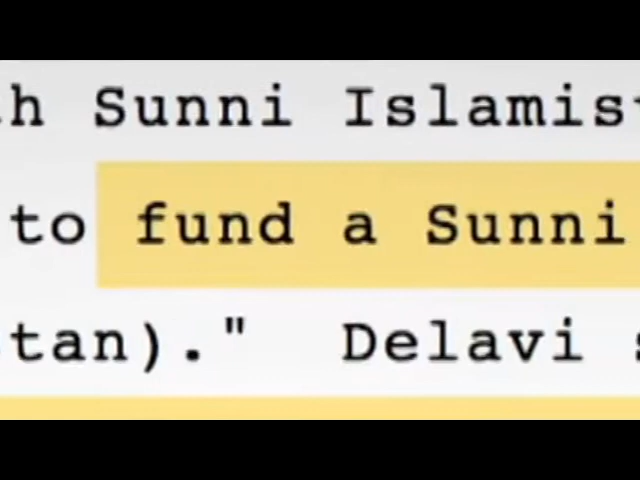 h Sunni Islamis
to fund a Sunni
tan)."  Delavi